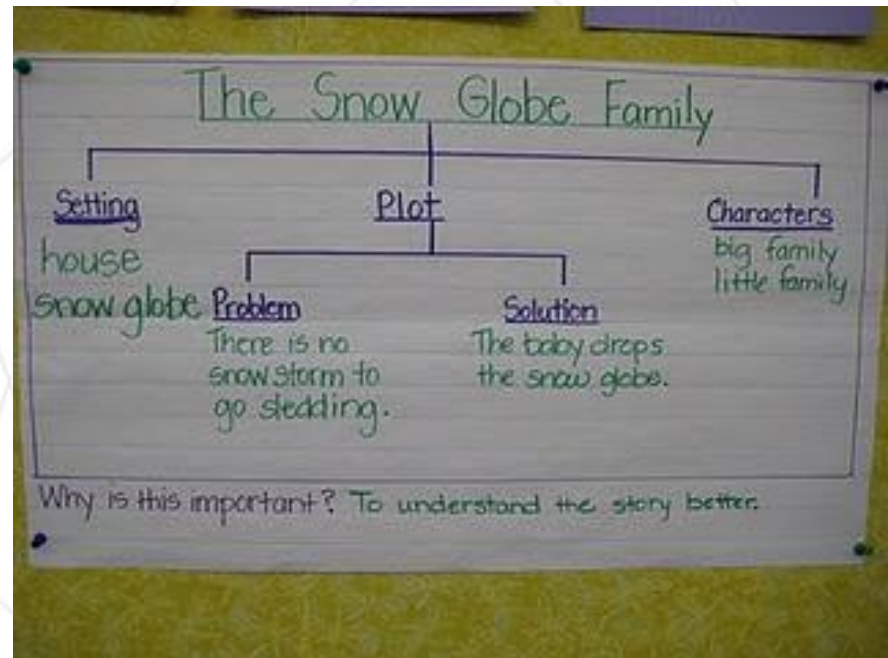 The Snow Globe Family
Setting
Plot
Characters
house
snow globe
big family
little family
Problem
There is no
snow storm to
go sledding.
Solution
The baby drops
the snow globe.
Why is this important? To understand the story better.